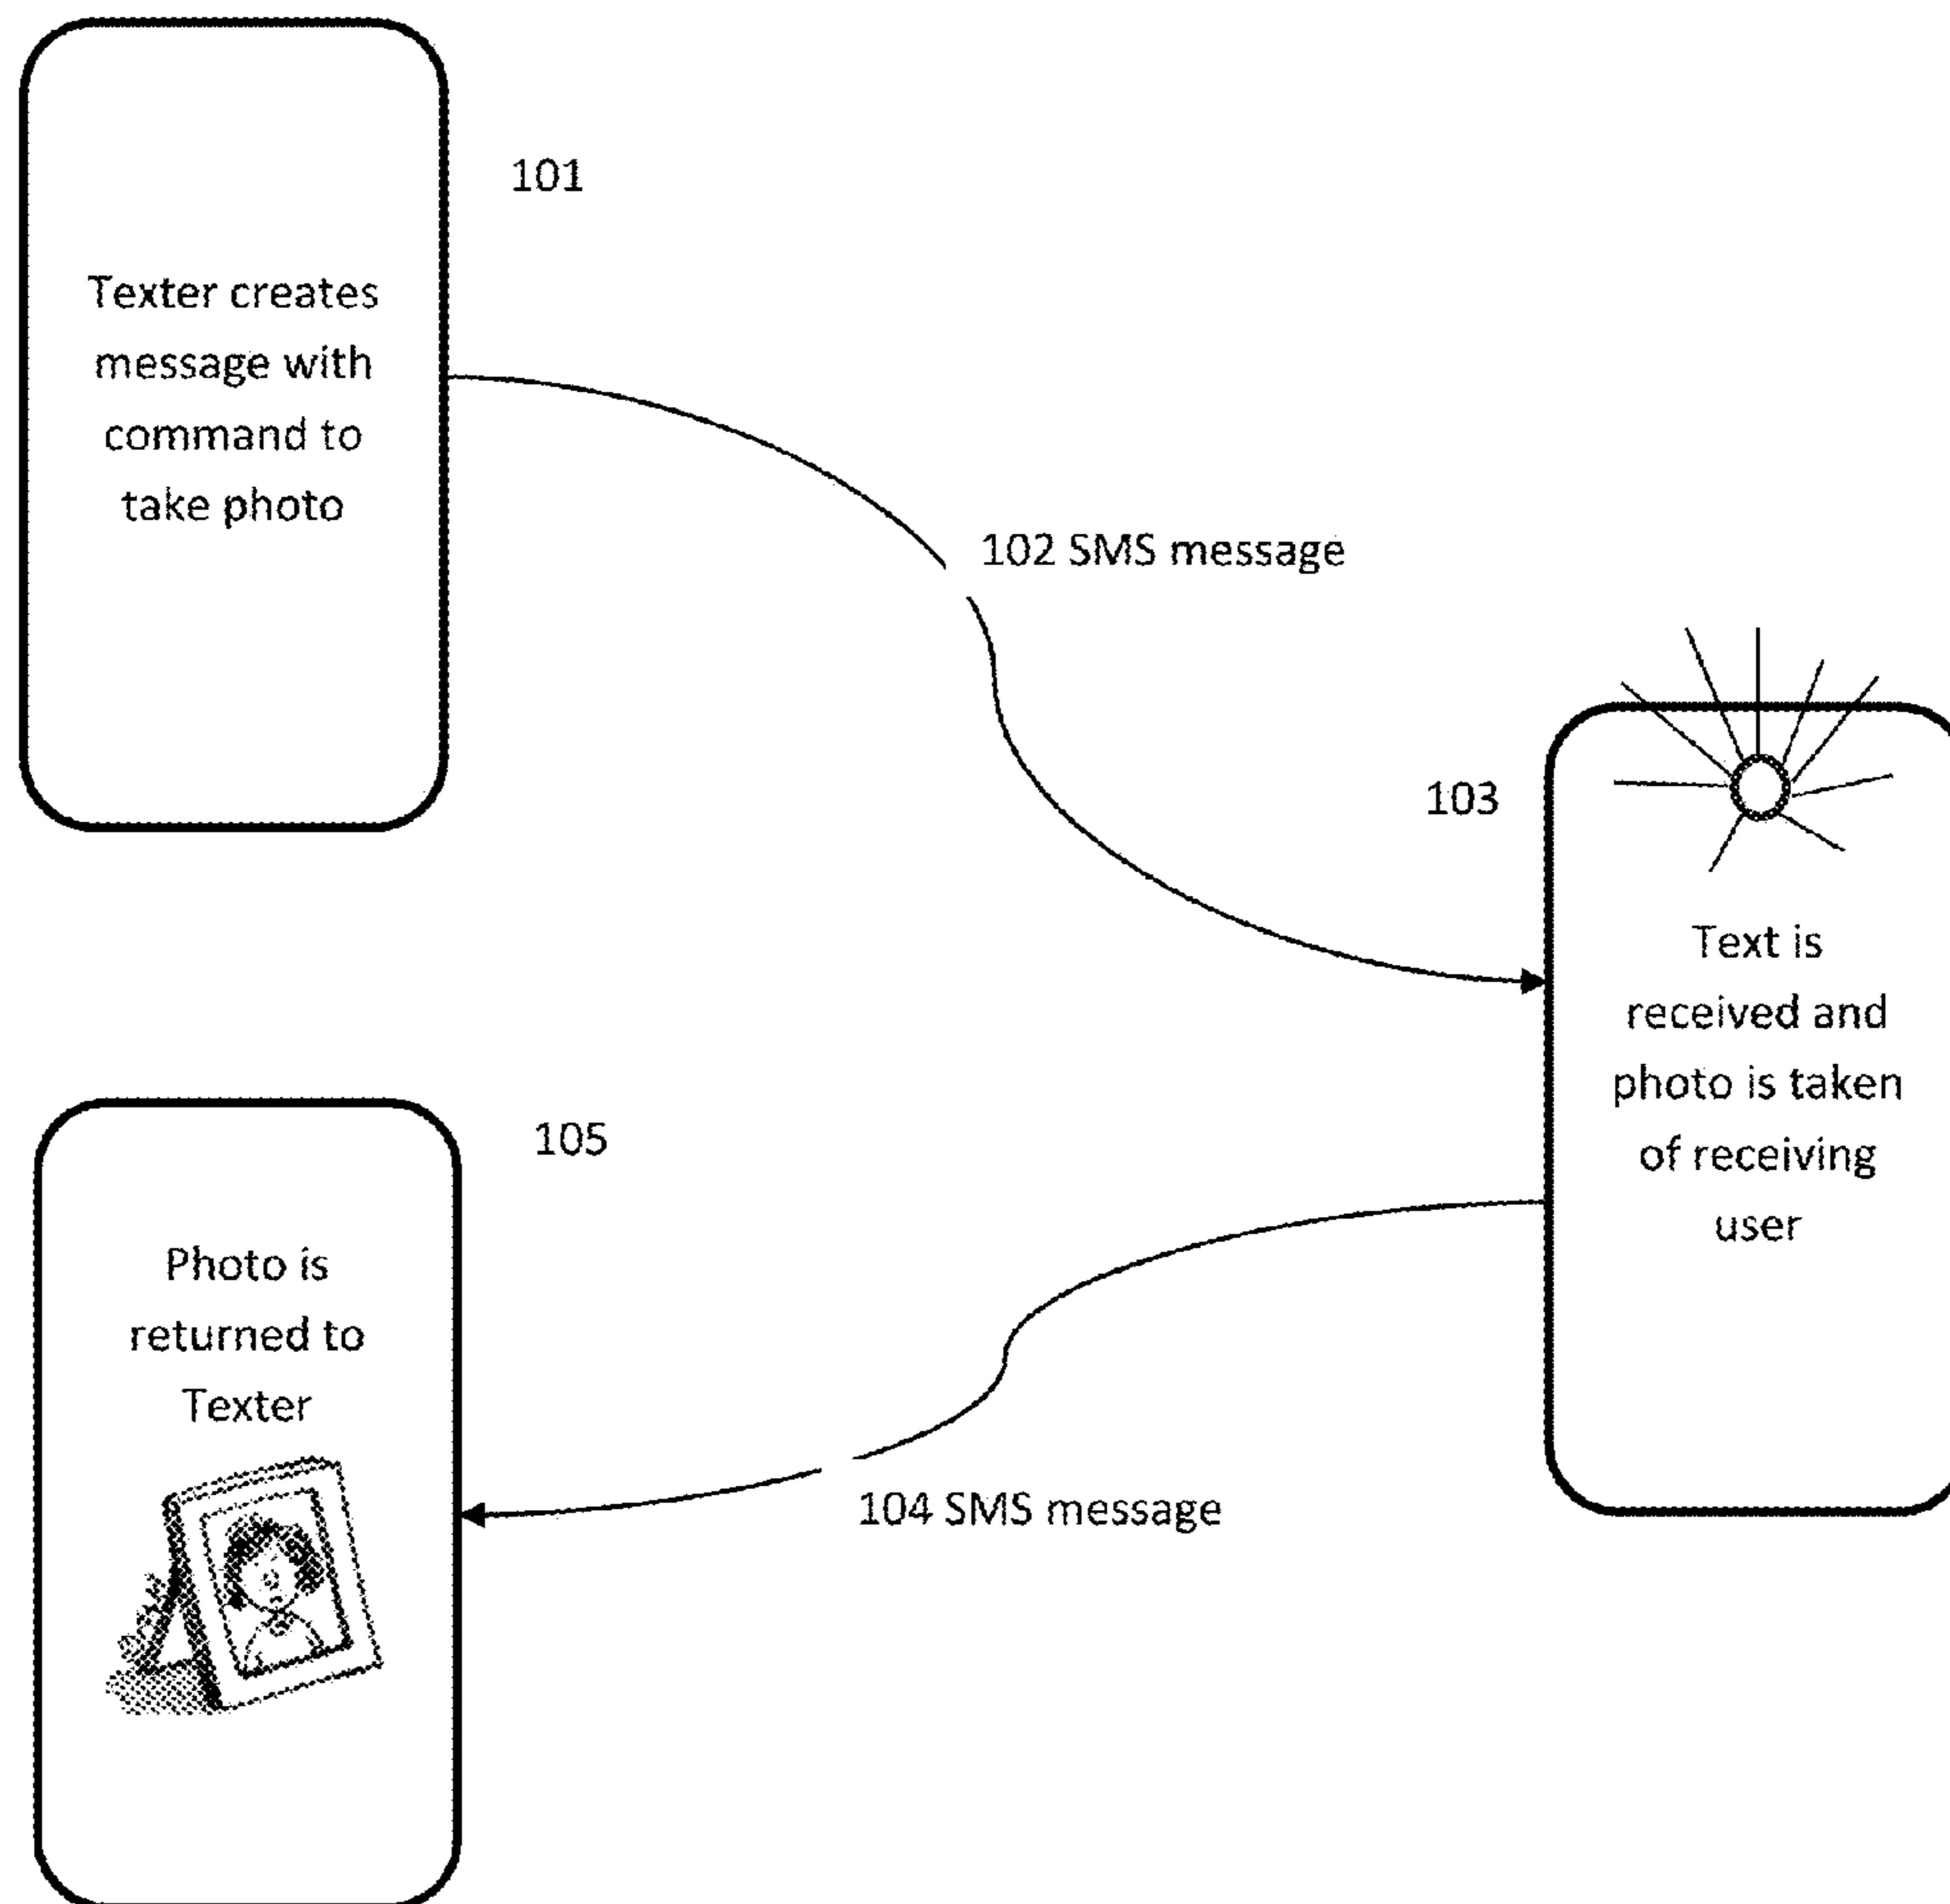 101
Texter creates
message with
command to
take photo
102 SMS message
103
Text is
received and
photo is taken
of receiving
user
105
Photo is
returned to
Texter
104 SMS message